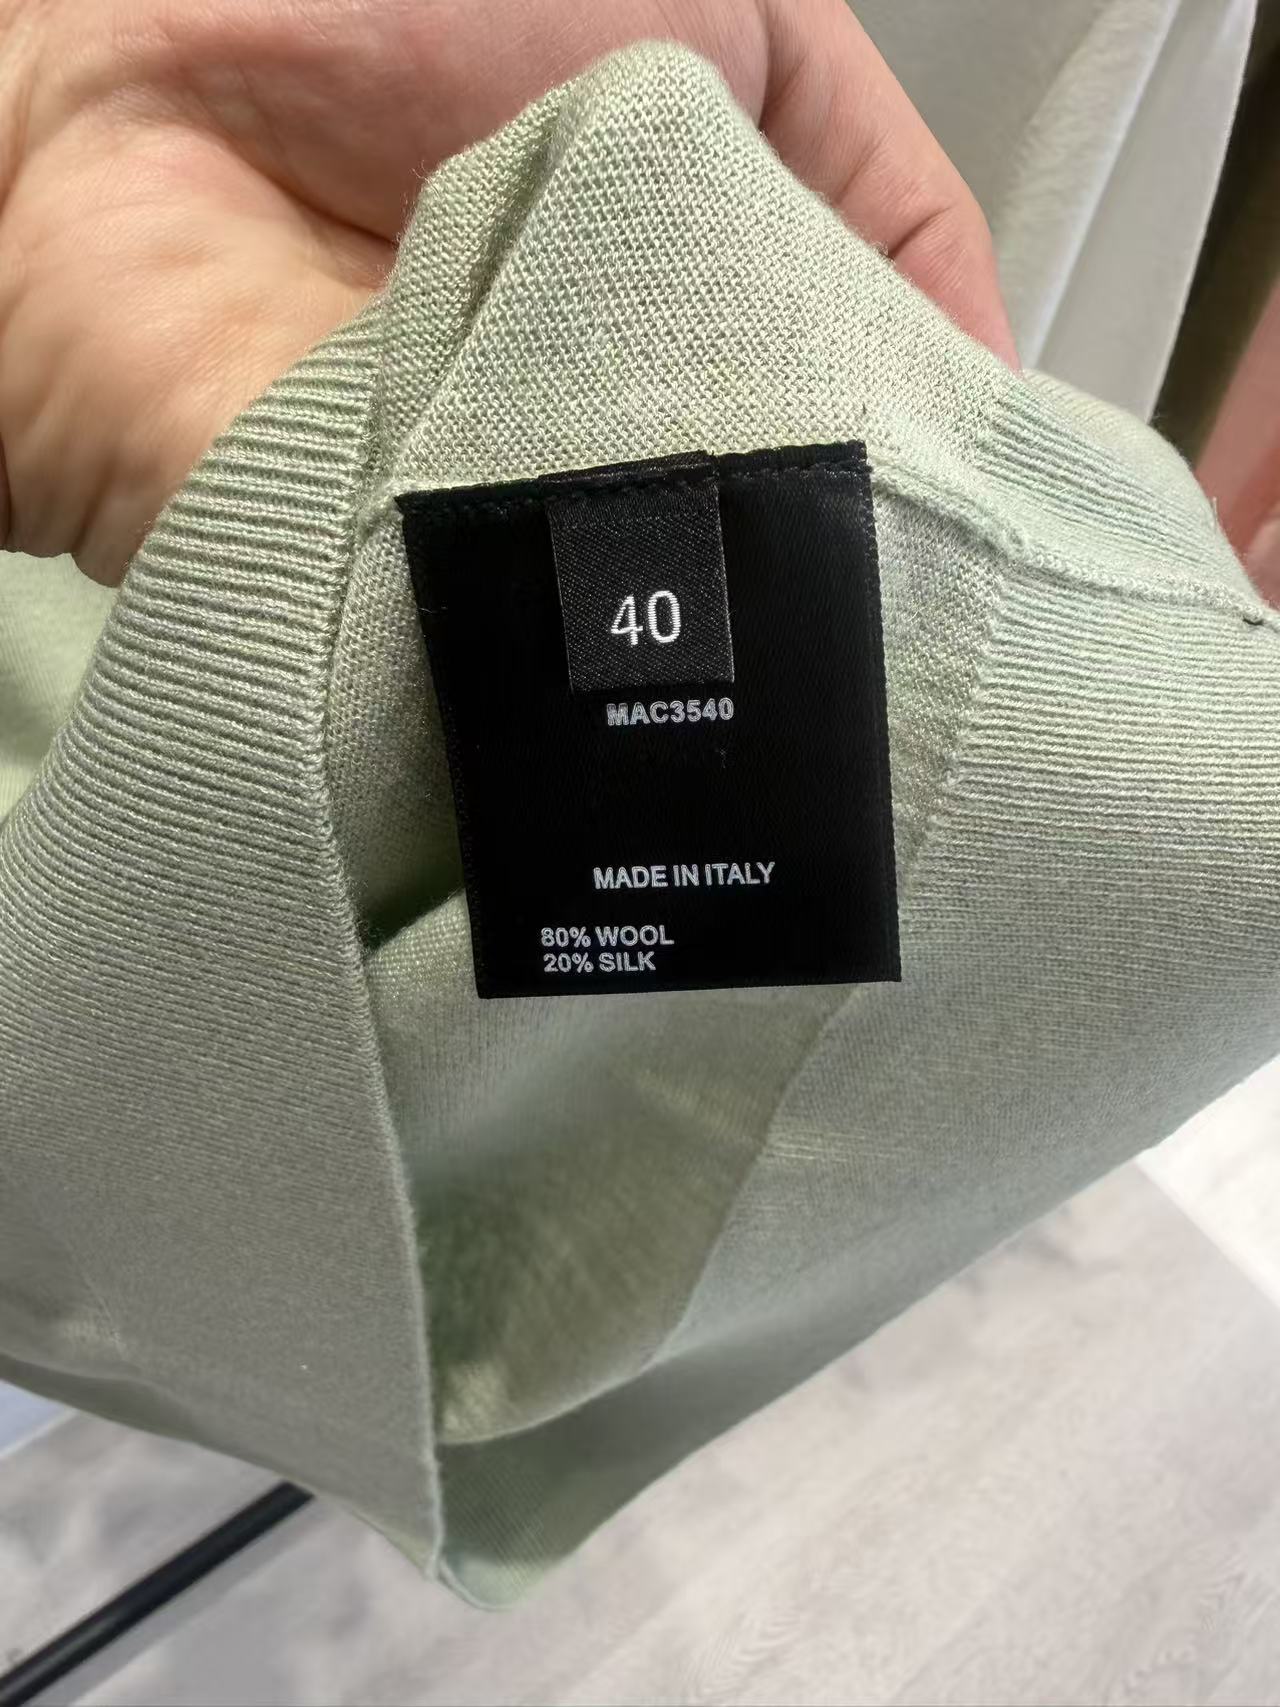 40
MAC3540
MADE IN ITALY
80% WOOL
20% SILK